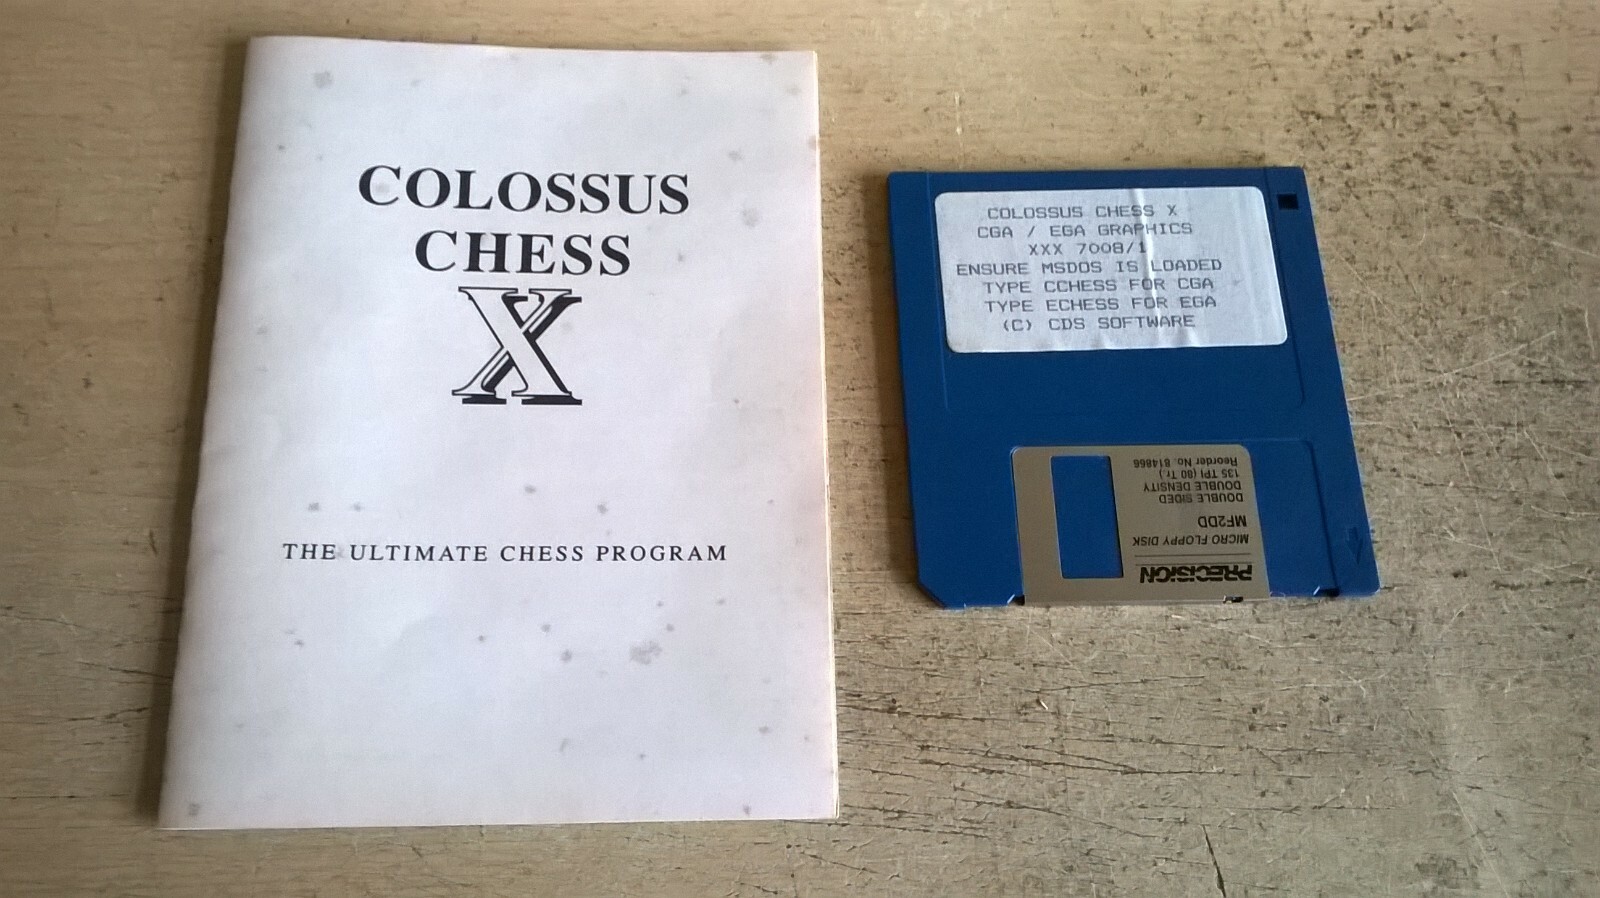 COLOSSUS
CHESS
X
THE ULTIMATE CHESS PROGRAM
COLOSSUS CHESS X
CGA / EGA GRAPHICS
XXX 7008/1
ENSURE MSDOS IS LOADED
TYPE CCHESS FOR CGA
TYPE ECHESS FOR EGA
(C) CDS SOFTWARE
PRECISION
MICRO FLOPPY DISK
MF2DD
DOUBLE SIDED
DOUBLE DENSITY
135 TPI (80 Tr.)
Reorder No. 814866